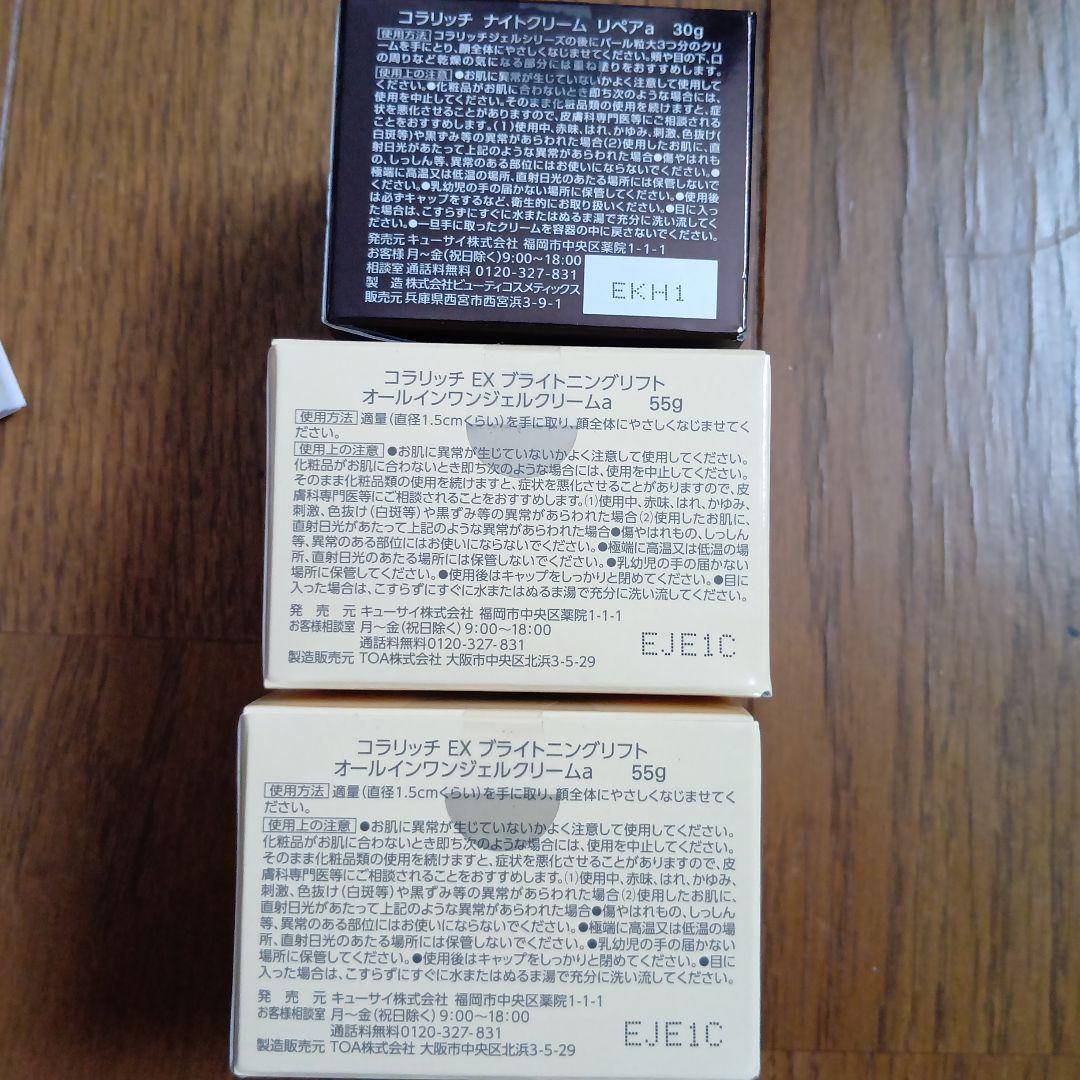 コラリッチ ナイトクリーム リペアa 30g
使用方法 コラリッチジェルシリーズの後にパール粒大3つ分のクリ
ームを手にとり、顔全体にやさしくなじませてください。頬や目の下、口
の周りなど乾燥の気になる部分には重ね塗りをおすすめします。
使用上の注意 ●お肌に異常が生じていないかよく注意して使用して
ください。●化粧品がお肌に合わないとき即ち次のような場合には、
使用を中止してください。そのまま化粧品類の使用を続けますと、症
状を悪化させることがありますので、皮膚科専門医等にご相談される
ことをおすすめします。(1)使用中、赤味、はれ、かゆみ、刺激、色抜け(
白斑等)や黒ずみ等の異常があらわれた場合(2)使用したお肌に、直
射日光があたって上記のような異常があらわれた場合●傷やはれも
の、しっしん等、異常のある部位にはお使いにならないでください。●
極端に高温又は低温の場所、直射日光のあたる場所には保管しないで
ください。●乳幼児の手の届かない場所に保管してください。●使用後
は必ずキャップをするなど、衛生的にお取り扱いください。●目に入っ
た場合は、こすらずにすぐに水またはぬるま湯で充分に洗い流してくだ
さい。●一旦手に取ったクリームを容器の中に戻さないでください。
発売元 キューサイ株式会社 福岡市中央区薬院1-1-1
お客様 月～金(祝日除く)9:00～18:00
相談室 通話料無料 0120-327-831
製 造 株式会社ビューティコスメティックス
販売元 兵庫県西宮市西宮浜3-9-1
EKH1
コラリッチ EX ブライトニングリフト
オールインワンジェルクリームa 55g
使用方法 適量(直径1.5cmくらい)を手に取り、顔全体にやさしくなじませてく
ださい。
使用上の注意 ●お肌に異常が生じていないかよく注意して使用してください。
化粧品がお肌に合わないとき即ち次のような場合には、使用を中止してください。
そのまま化粧品類の使用を続けますと、症状を悪化させることがありますので、皮
膚科専門医等にご相談されることをおすすめします。(1)使用中、赤味、はれ、かゆみ、
刺激、色抜け(白斑等)や黒ずみ等の異常があらわれた場合(2)使用したお肌に、
直射日光があたって上記のような異常があらわれた場合●傷やはれもの、しっしん
等、異常のある部位にはお使いにならないでください。●極端に高温又は低温の場
所、直射日光のあたる場所には保管しないでください。●乳幼児の手の届かない
場所に保管してください。●使用後はキャップをしっかりと閉めてください。●目に
入った場合は、こすらずにすぐに水またはぬるま湯で充分に洗い流してください。
発 売 元 キューサイ株式会社 福岡市中央区薬院1-1-1
お客様相談室 月～金(祝日除く)9:00～18:00
通話料無料0120-327-831
製造販売元 TOA株式会社 大阪市中央区北浜3-5-29
EJE1C
コラリッチ EX ブライトニングリフト
オールインワンジェルクリームa 55g
使用方法 適量(直径1.5cmくらい)を手に取り、顔全体にやさしくなじませてく
ださい。
使用上の注意 ●お肌に異常が生じていないかよく注意して使用してください。
化粧品がお肌に合わないとき即ち次のような場合には、使用を中止してください。
そのまま化粧品類の使用を続けますと、症状を悪化させることがありますので、皮
膚科専門医等にご相談されることをおすすめします。(1)使用中、赤味、はれ、かゆみ、
刺激、色抜け(白斑等)や黒ずみ等の異常があらわれた場合(2)使用したお肌に、
直射日光があたって上記のような異常があらわれた場合●傷やはれもの、しっしん
等、異常のある部位にはお使いにならないでください。●極端に高温又は低温の場
所、直射日光のあたる場所には保管しないでください。●乳幼児の手の届かない
場所に保管してください。●使用後はキャップをしっかりと閉めてください。●目に
入った場合は、こすらずにすぐに水またはぬるま湯で充分に洗い流してください。
発 売 元 キューサイ株式会社 福岡市中央区薬院1-1-1
お客様相談室 月～金(祝日除く)9:00～18:00
通話料無料0120-327-831
製造販売元 TOA株式会社 大阪市中央区北浜3-5-29
EJE1C